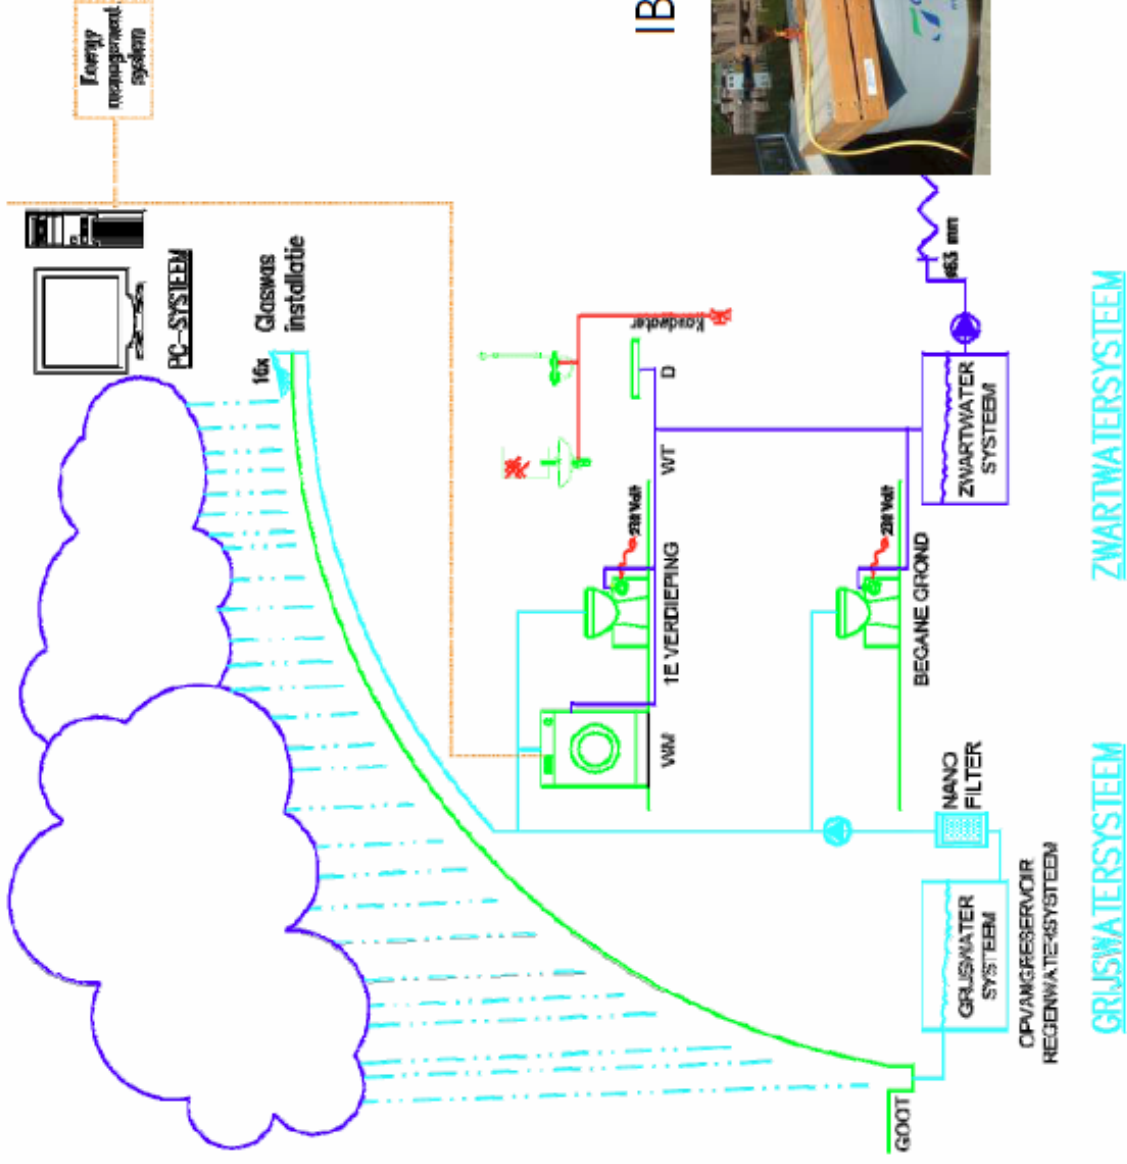 Energy
management
system
PC-SYSTEEM
16x
Glaswas
installatie
Koudwater
D
WT
230 Volt
1E VERDIEPING
WM
230 Volt
BEGANE GROND
ø63 mm
IB
ZWARTWATER
SYSTEEM
NANO
FILTER
GRIJSWATER
SYSTEEM
OPVANGRESERVOIR
REGENWATERSYSTEEM
GOOT
ZWARTWATERSYSTEEM
GRIJSWATERSYSTEEM